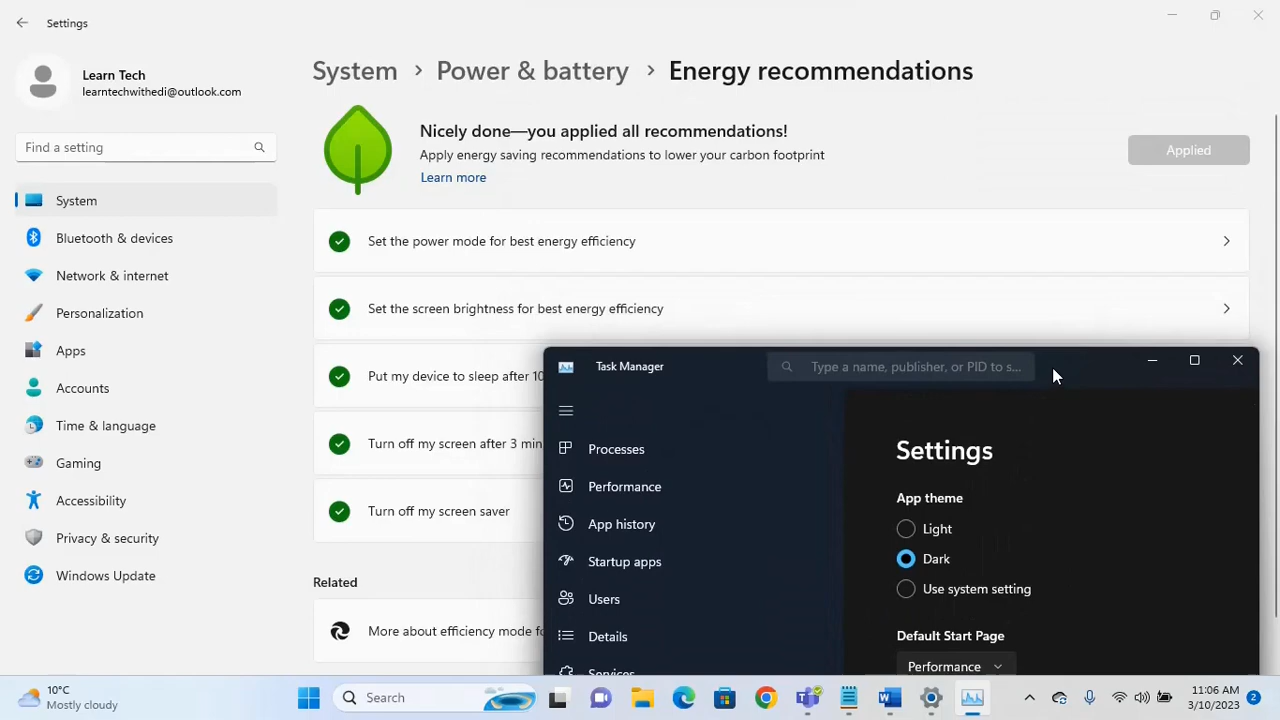 Settings
Learn Tech
learntechwithedi@outlook.com
Find a setting
System
Bluetooth & devices
Network & internet
Personalization
Apps
Accounts
Time & language
Gaming
Accessibility
Privacy & security
Windows Update
System > Power & battery > Energy recommendations
Nicely done—you applied all recommendations!
Apply energy saving recommendations to lower your carbon footprint
Learn more
Applied
Set the power mode for best energy efficiency
Set the screen brightness for best energy efficiency
Put my device to sleep after 10
Turn off my screen after 3 min
Turn off my screen saver
Related
More about efficiency mode fo
Task Manager
Type a name, publisher, or PID to s...
Processes
Performance
App history
Startup apps
Users
Details
Services
Settings
App theme
Light
Dark
Use system setting
Default Start Page
Performance
10°C
Mostly cloudy
Search
11:06 AM
3/10/2023
2